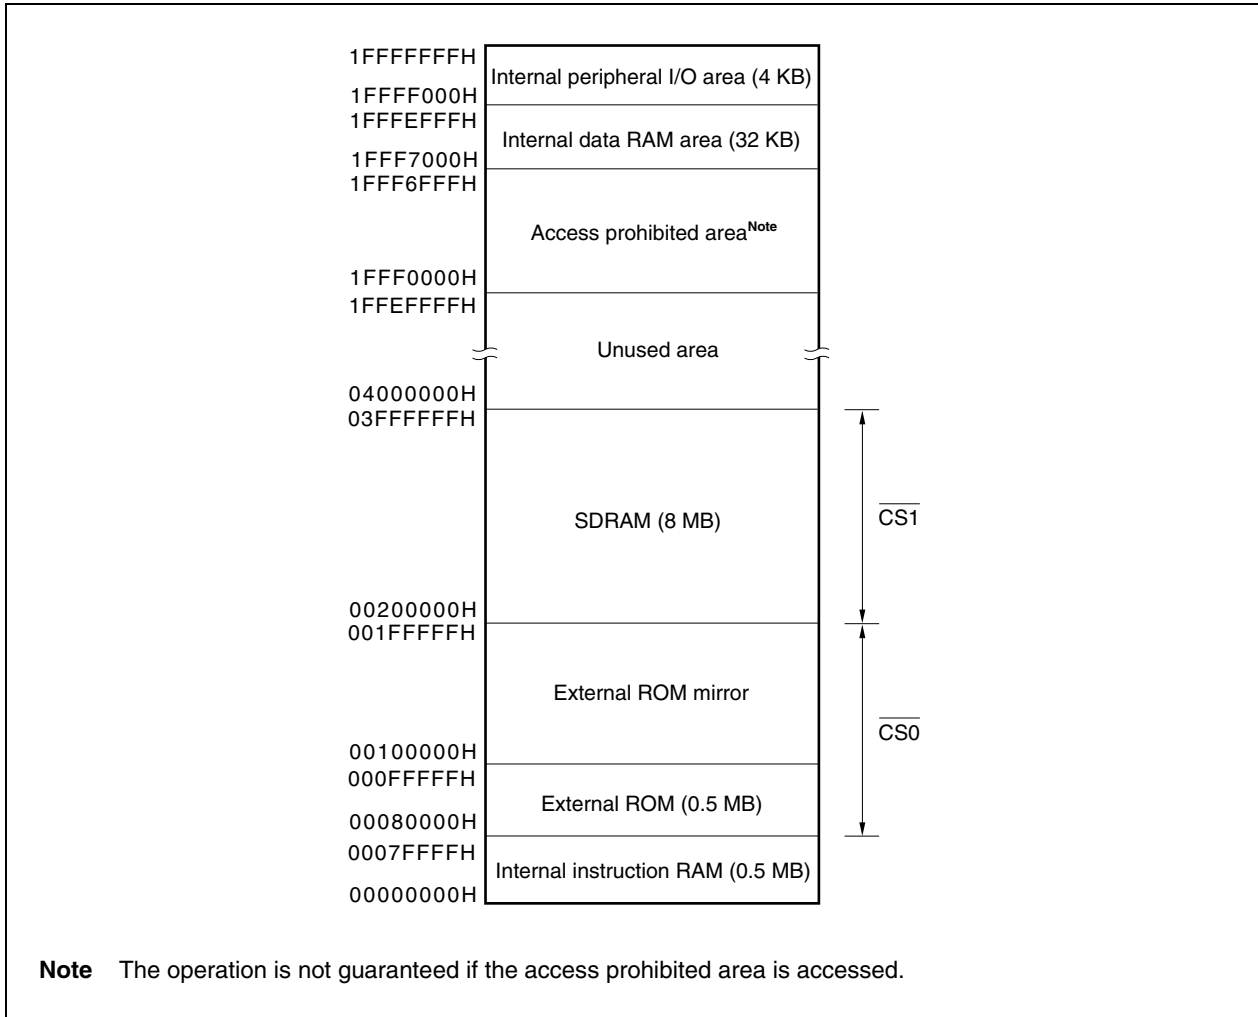 1FFFFFFFH
Internal peripheral I/O area (4 KB)
1FFFF000H
1FFFEFFFH
Internal data RAM area (32 KB)
1FFF7000H
1FFF6FFFH
Access prohibited areaNote
1FFF0000H
1FFEFFFFH
Unused area
04000000H
03FFFFFFH
SDRAM (8 MB)
CS1
00200000H
001FFFFFH
External ROM mirror
CS0
00100000H
000FFFFFH
External ROM (0.5 MB)
00080000H
0007FFFFH
Internal instruction RAM (0.5 MB)
00000000H
Note The operation is not guaranteed if the access prohibited area is accessed.